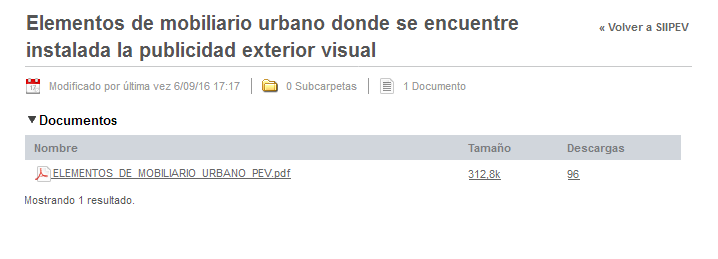 Elementos de mobiliario urbano donde se encuentre
instalada la publicidad exterior visual
« Volver a SIIPEV
Modificado por última vez 6/09/16 17:17 0 Subcarpetas 1 Documento
Documentos
Nombre Tamaño Descargas
ELEMENTOS_DE_MOBILIARIO_URBANO_PEV.pdf 312,8k 96
Mostrando 1 resultado.